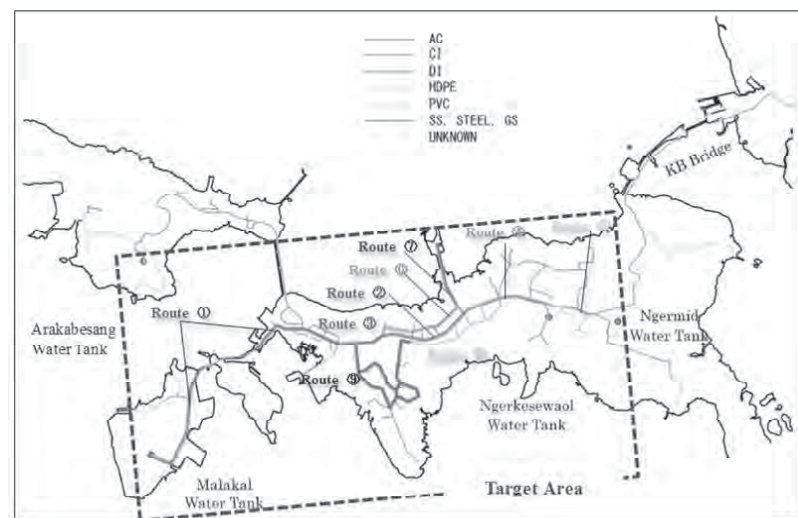 AC
CI
DI
HDPE
PVC
SS, STEEL, GS
UNKNOWN
KB Bridge
Route ⑦
Route
Route
Route ②
Route ①
Route ③
Arakabesang
Water Tank
Ngermid
Water Tank
Route ⑨
Ngerkesewaol
Water Tank
Malakal
Water Tank
Target Area